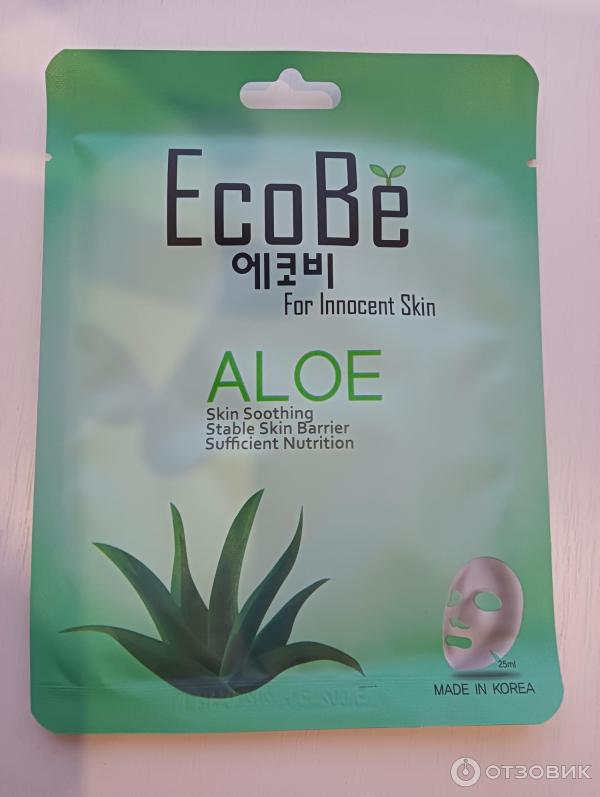 EcoBe
에코비
For Innocent Skin
ALOE
Skin Soothing
Stable Skin Barrier
Sufficient Nutrition
25ml
MADE IN KOREA
ОТЗОВИК